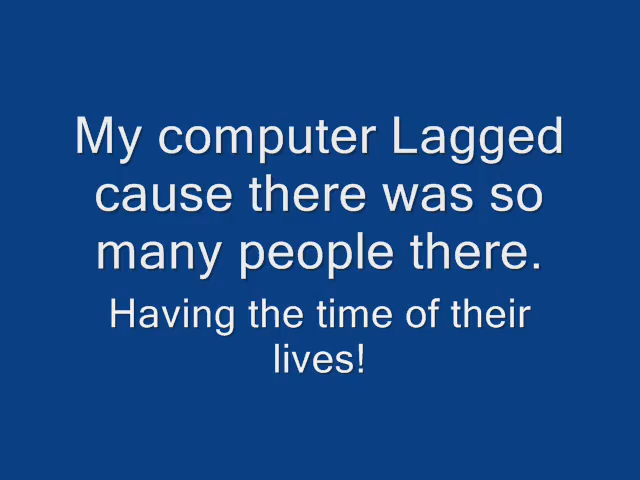 My computer Lagged
cause there was so
many people there.
Having the time of their
lives!